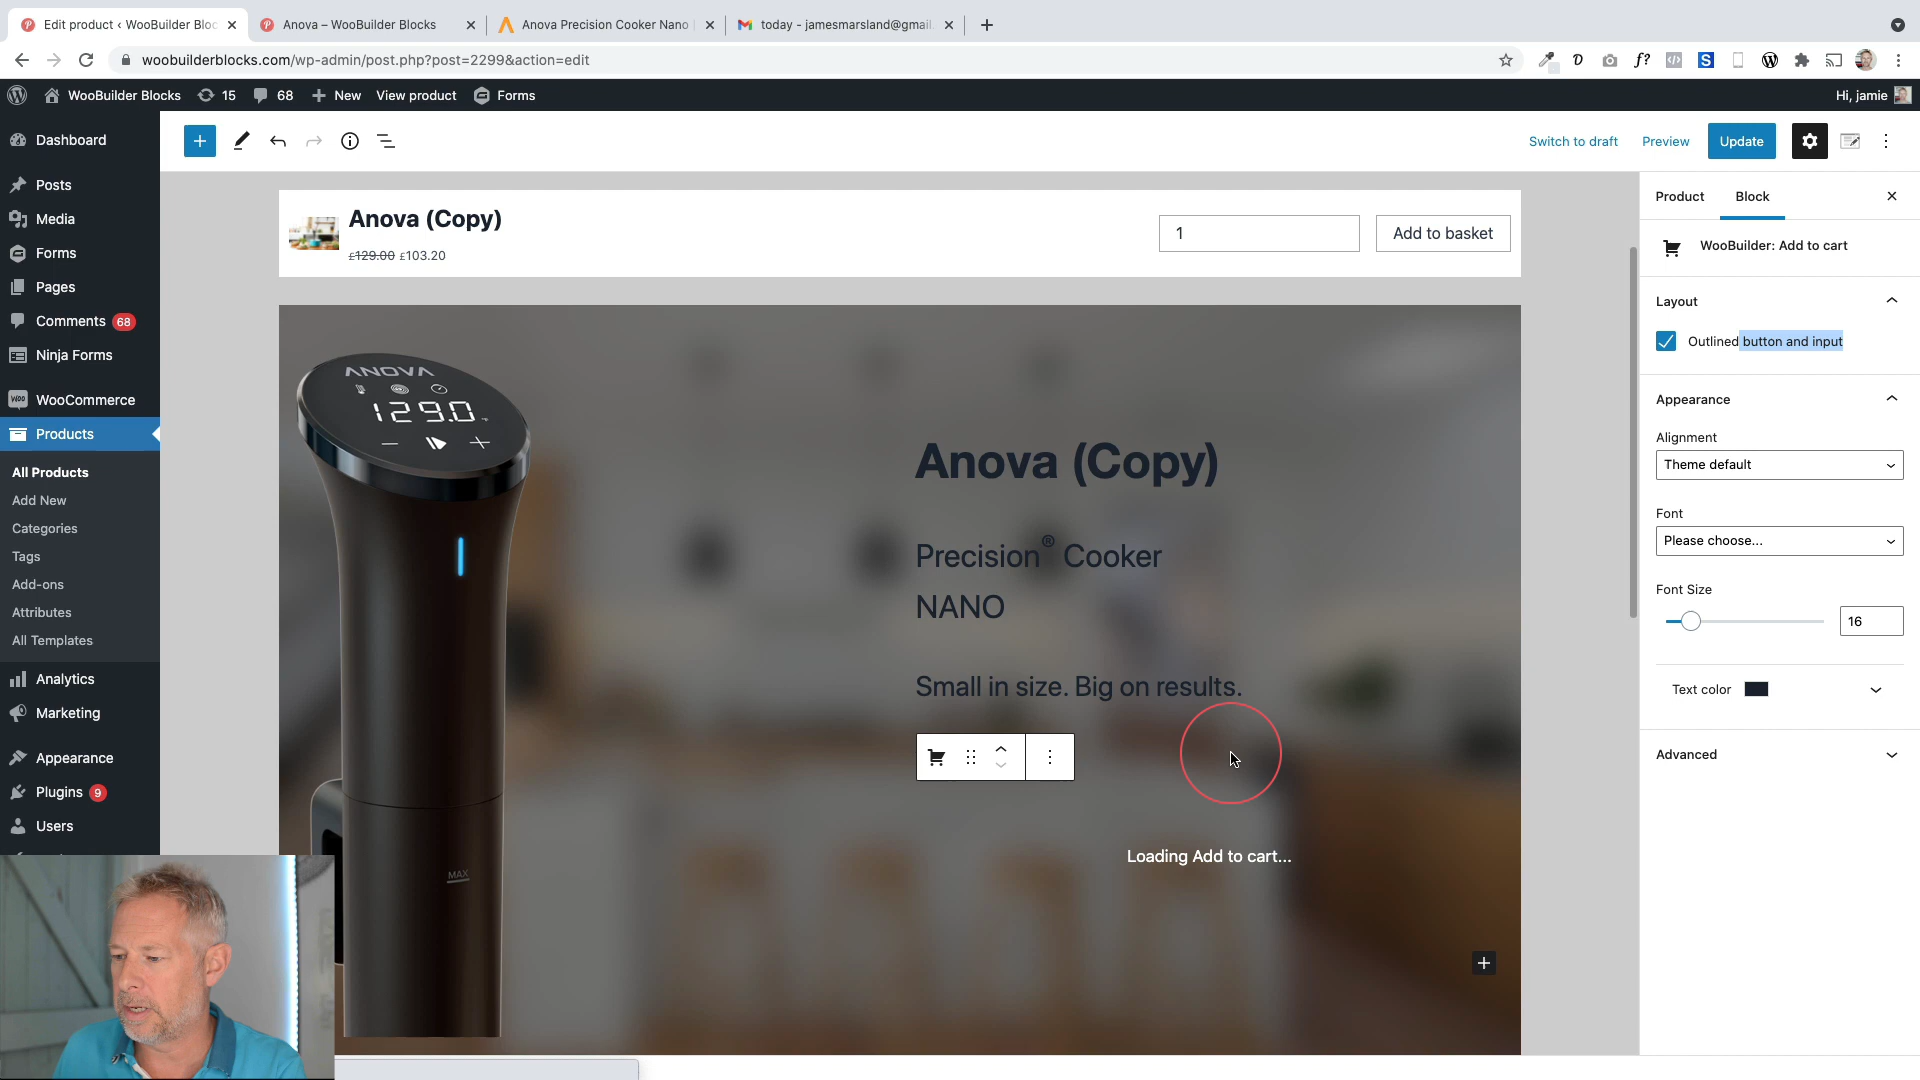 Edit product ‹ WooBuilder Bloc
Anova – WooBuilder Blocks
Anova Precision Cooker Nano
today - jamesmarsland@gmail.
woobuilderblocks.com/wp-admin/post.php?post=2299&action=edit
WooBuilder Blocks
15
68
New
View product
Forms
Hi, jamie
Dashboard
Posts
Media
Forms
Pages
Comments 68
Ninja Forms
WooCommerce
Products
All Products
Add New
Categories
Tags
Add-ons
Attributes
All Templates
Analytics
Marketing
Appearance
Plugins 9
Users
Switch to draft
Preview
Update
Anova (Copy)
£129.00 £103.20
1
Add to basket
ANOVA
129.0
MAX
Anova (Copy)
Precision® Cooker
NANO
Small in size. Big on results.
Loading Add to cart...
Product
Block
WooBuilder: Add to cart
Layout
Outlined button and input
Appearance
Alignment
Theme default
Font
Please choose...
Font Size
16
Text color
Advanced